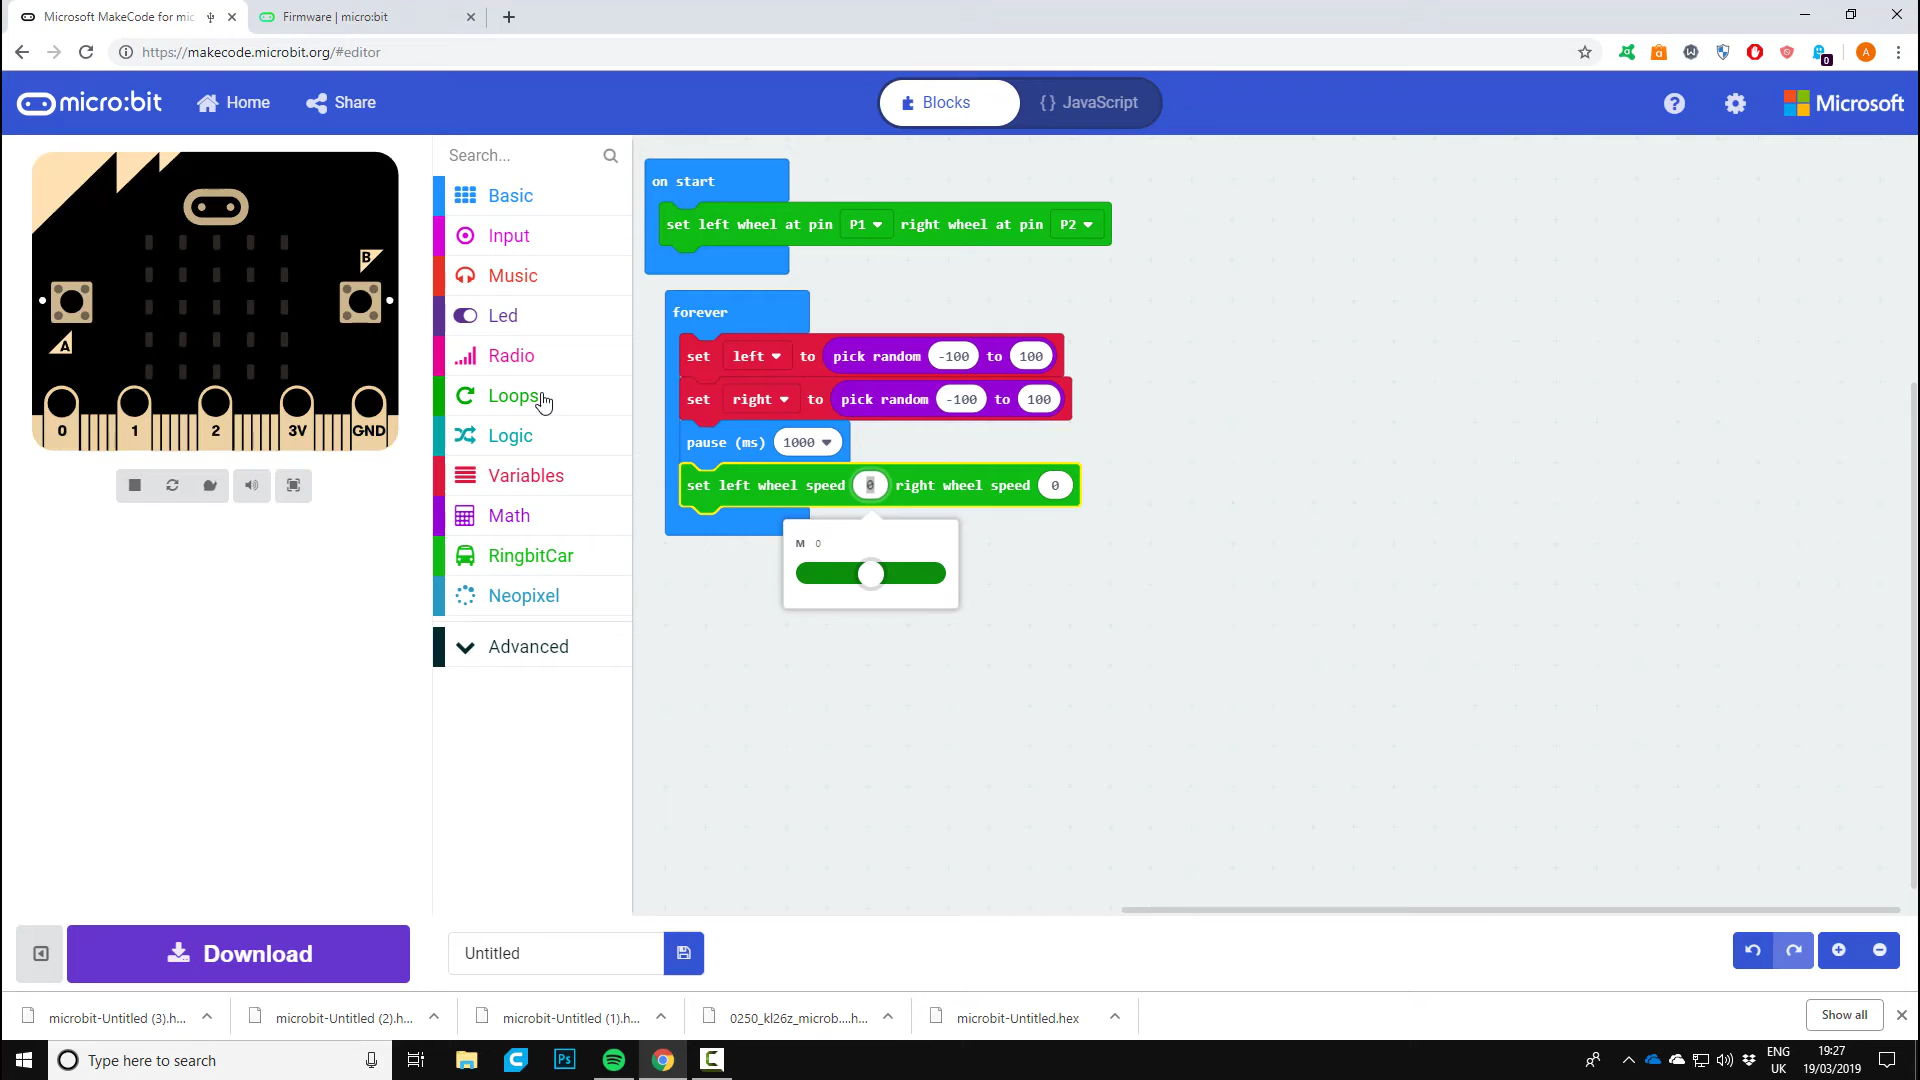 Microsoft MakeCode for mic
Firmware | micro:bit
https://makecode.microbit.org/#editor
0
A
micro:bit
Home
Share
Blocks
{} JavaScript
?
Microsoft
B
A
0 1 2 3V GND
Search...
Basic
Input
Music
Led
Radio
Loops
Logic
Variables
Math
RingbitCar
Neopixel
Advanced
on start
set left wheel at pin P1 right wheel at pin P2
forever
set left to pick random -100 to 100
set right to pick random -100 to 100
pause (ms) 1000
set left wheel speed 0 right wheel speed 0
M 0
Download
Untitled
microbit-Untitled (3).h...
microbit-Untitled (2).h...
microbit-Untitled (1).h...
0250_kl26z_microb....h...
microbit-Untitled.hex
Show all
Type here to search
Ps
ENG
UK
19:27
19/03/2019